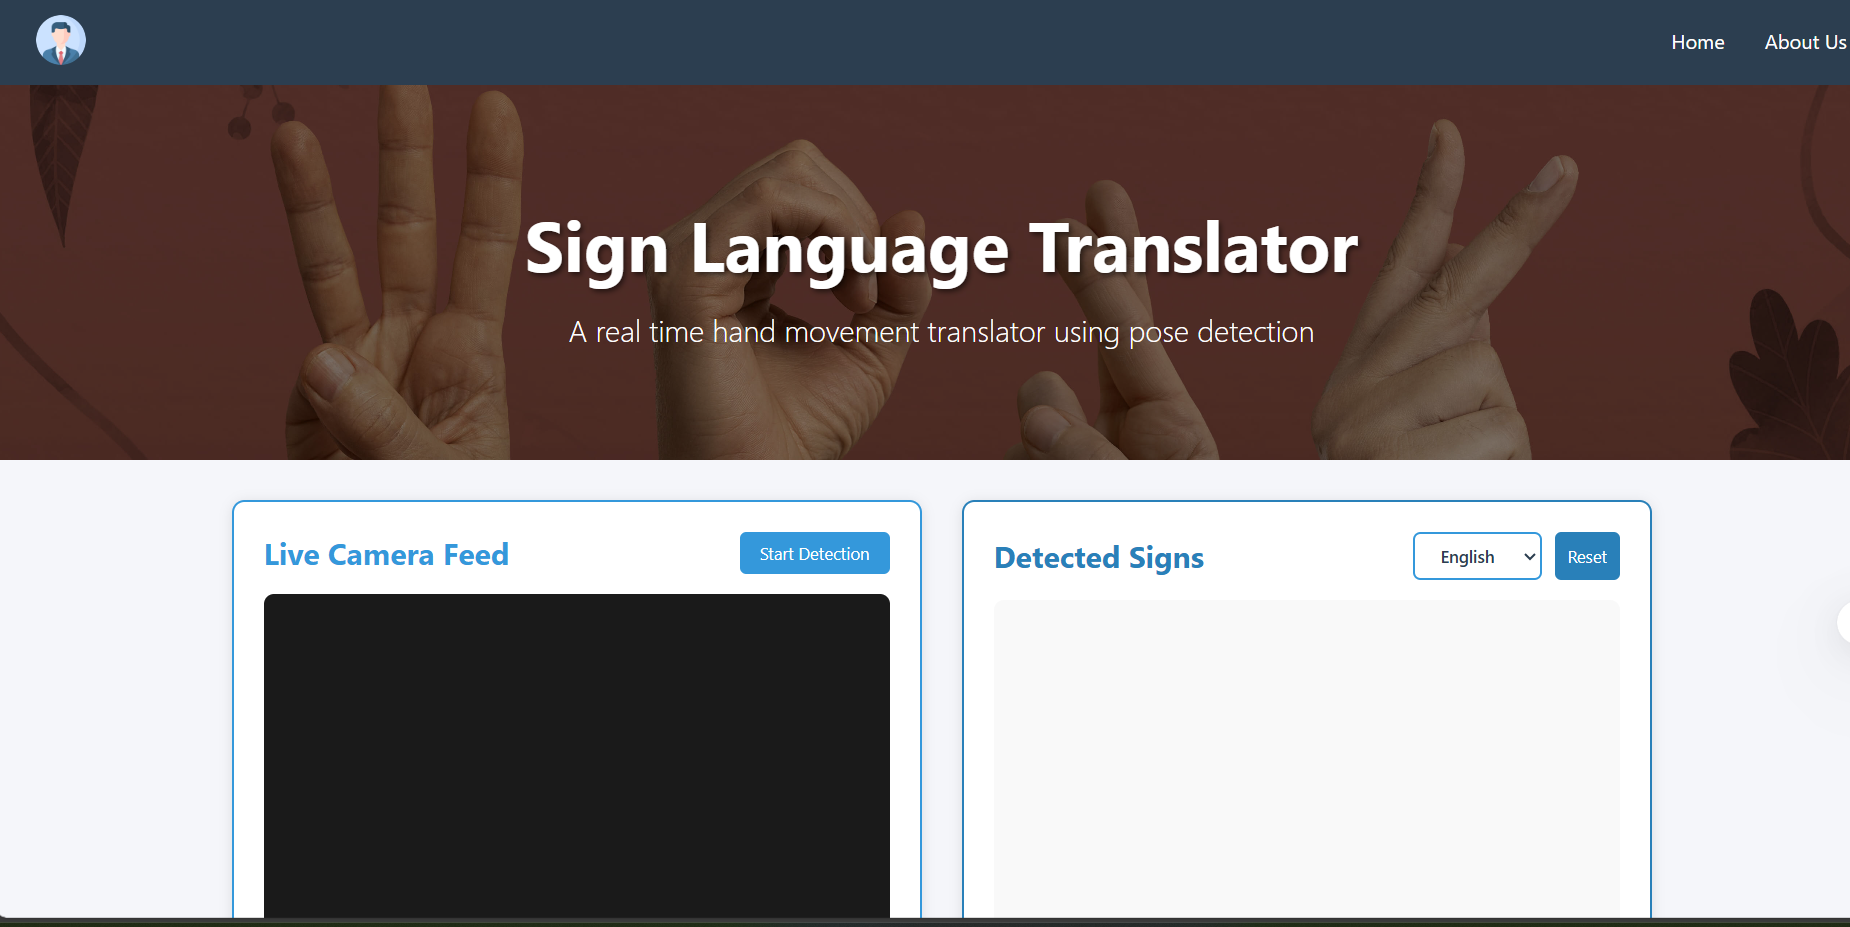 Home About Us
Sign Language Translator
A real time hand movement translator using pose detection
Live Camera Feed
Start Detection
Detected Signs
English
Reset